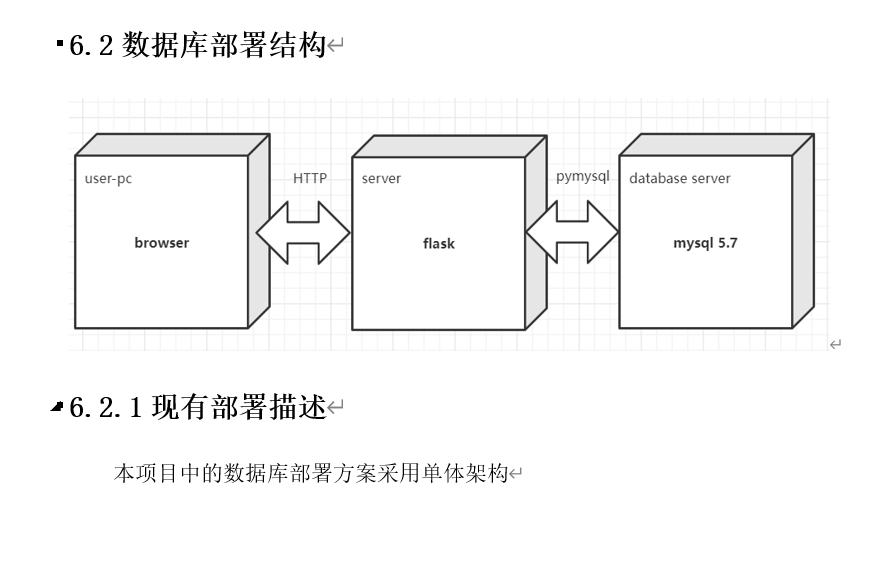 6.2 数据库部署结构
user-pc
HTTP
server
pymysql
database server
browser
flask
mysql 5.7
6.2.1 现有部署描述
本项目中的数据库部署方案采用单体架构